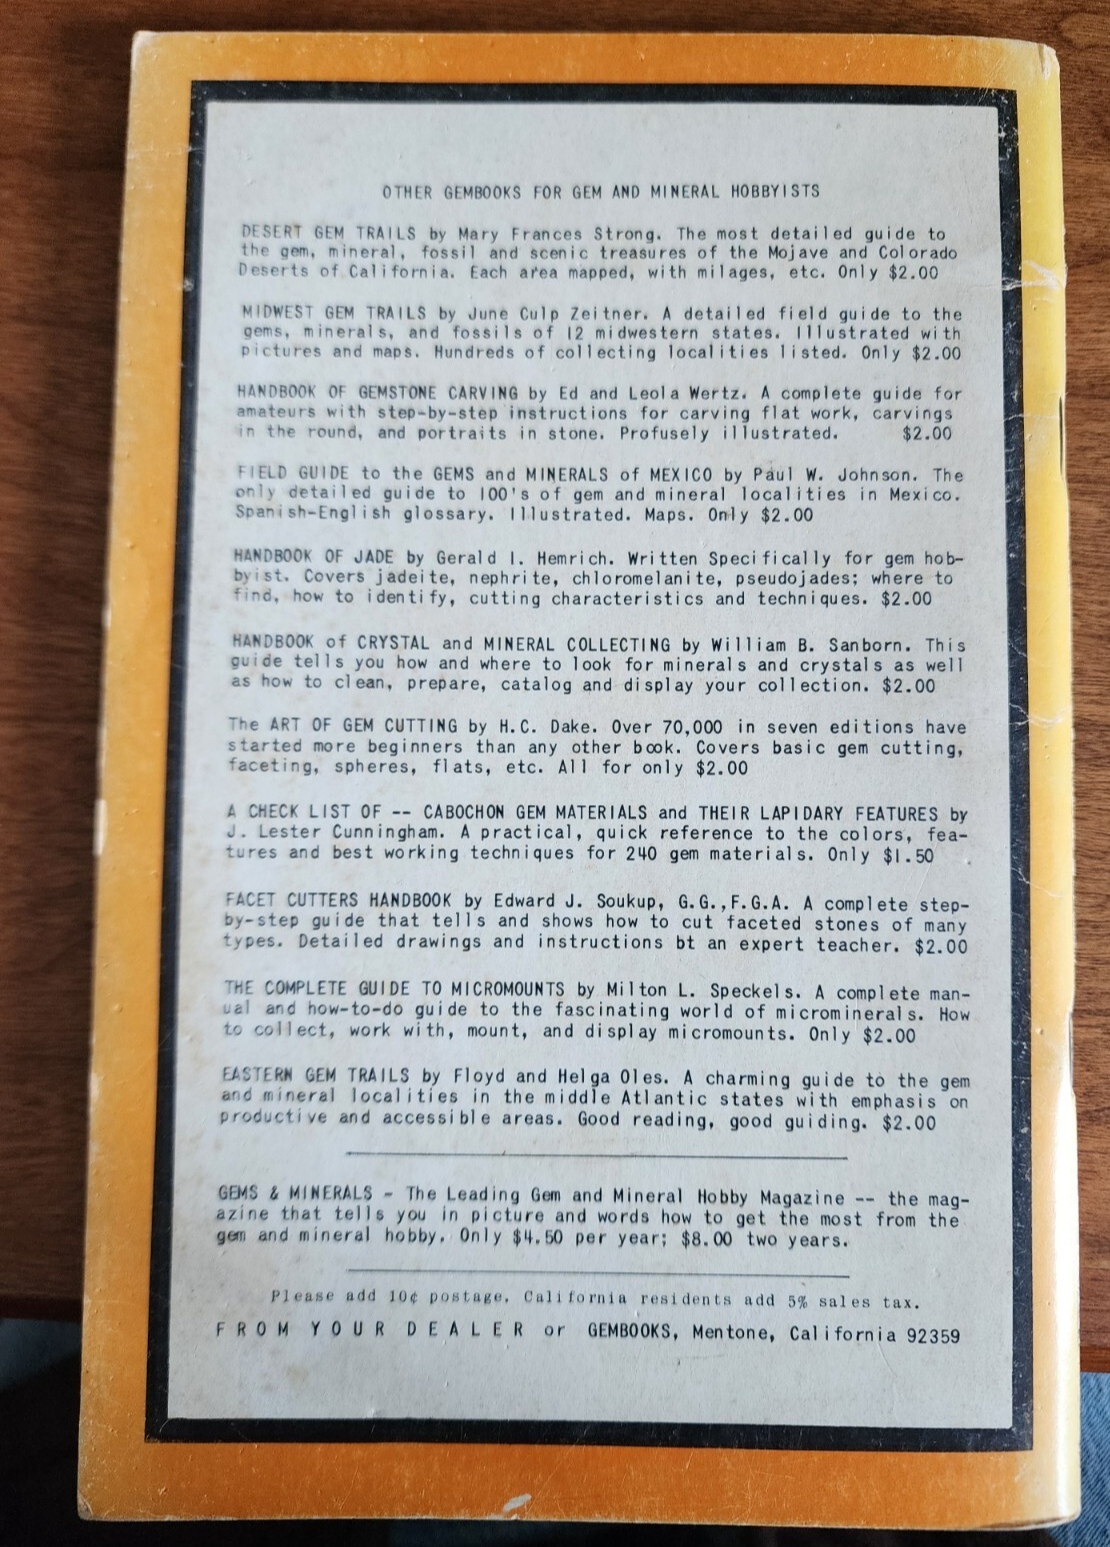 OTHER GEMBOOKS FOR GEM AND MINERAL HOBBYISTS
DESERT GEM TRAILS by Mary Frances Strong. The most detailed guide to
the gem, mineral, fossil and scenic treasures of the Mojave and Colorado
Deserts of California. Each area mapped, with milages, etc. Only $2.00
MIDWEST GEM TRAILS by June Culp Zeitner. A detailed field guide to the
gems, minerals, and fossils of 12 midwestern states. Illustrated with
pictures and maps. Hundreds of collecting localities listed. Only $2.00
HANDBOOK OF GEMSTONE CARVING by Ed and Leola Wertz. A complete guide for
amateurs with step-by-step instructions for carving flat work, carvings
in the round, and portraits in stone. Profusely illustrated. $2.00
FIELD GUIDE to the GEMS and MINERALS of MEXICO by Paul W. Johnson. The
only detailed guide to 100's of gem and mineral localities in Mexico.
Spanish-English glossary. Illustrated. Maps. Only $2.00
HANDBOOK OF JADE by Gerald I. Hemrich. Written Specifically for gem hob-
byist. Covers jadeite, nephrite, chloromelanite, pseudojades; where to
find, how to identify, cutting characteristics and techniques. $2.00
HANDBOOK of CRYSTAL and MINERAL COLLECTING by William B. Sanborn. This
guide tells you how and where to look for minerals and crystals as well
as how to clean, prepare, catalog and display your collection. $2.00
The ART OF GEM CUTTING by H.C. Dake. Over 70,000 in seven editions have
started more beginners than any other book. Covers basic gem cutting,
faceting, spheres, flats, etc. All for only $2.00
A CHECK LIST OF -- CABOCHON GEM MATERIALS and THEIR LAPIDARY FEATURES by
J. Lester Cunningham. A practical, quick reference to the colors, fea-
tures and best working techniques for 240 gem materials. Only $1.50
FACET CUTTERS HANDBOOK by Edward J. Soukup, G.G.,F.G.A. A complete step-
by-step guide that tells and shows how to cut faceted stones of many
types. Detailed drawings and instructions bt an expert teacher. $2.00
THE COMPLETE GUIDE TO MICROMOUNTS by Milton L. Speckels. A complete man-
ual and how-to-do guide to the fascinating world of microminerals. How
to collect, work with, mount, and display micromounts. Only $2.00
EASTERN GEM TRAILS by Floyd and Helga Oles. A charming guide to the gem
and mineral localities in the middle Atlantic states with emphasis on
productive and accessible areas. Good reading, good guiding. $2.00
GEMS & MINERALS - The Leading Gem and Mineral Hobby Magazine -- the mag-
azine that tells you in picture and words how to get the most from the
gem and mineral hobby. Only $4.50 per year; $8.00 two years.
Please add 10¢ postage. California residents add 5% sales tax.
FROM YOUR DEALER or GEMBOOKS, Mentone, California 92359